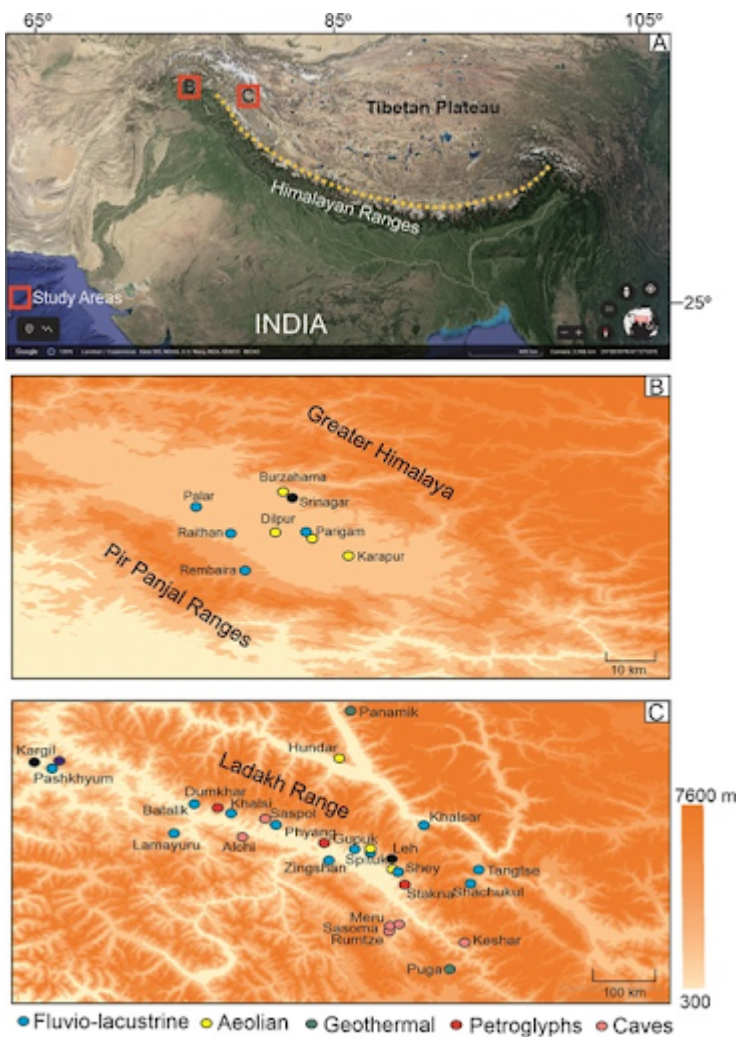 65º 85º 105º
A
B C
Tibetan Plateau
Himalayan Ranges
Study Areas
INDIA
25º
Google 100%
B
Greater Himalaya
Burzahama
Srinagar
Palar
Dilpur
Raithan
Parigam
Karapur
Rembaira
Pir Panjal Ranges
10 km
C
Panamik
Hundar
Kargil
Pashkhyum
Ladakh Range
Dumkhar
Khalsi
Saspol
Batalik
Phyang
Khalsar
Gupuk
Lamayuru
Alchi
Leh
Spituk
Zingshan
Shey
Tangtse
Stakna
Shachukul
Meru
Sasoma
Rumtze
Keshar
Puga
100 km
7600 m
300
Fluvio-lacustrine Aeolian Geothermal Petroglyphs Caves